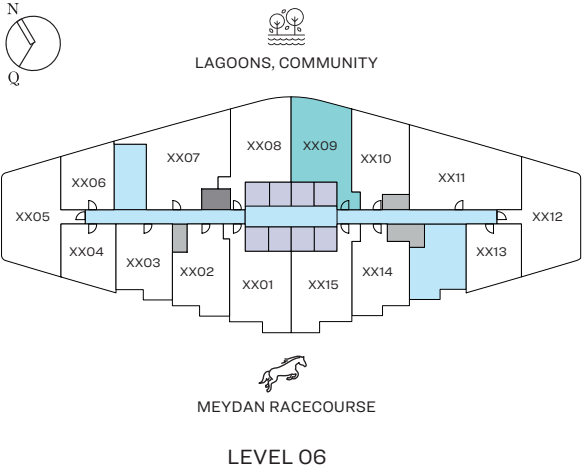 N
Q
LAGOONS, COMMUNITY
XX08
XX09
XX07
XX10
XX06
XX11
XX05
XX12
XX04
XX03
XX02
XX01
XX15
XX14
XX13
MEYDAN RACECOURSE
LEVEL 06